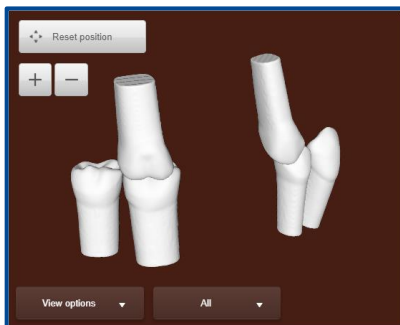 Reset position
+ −
View options
All